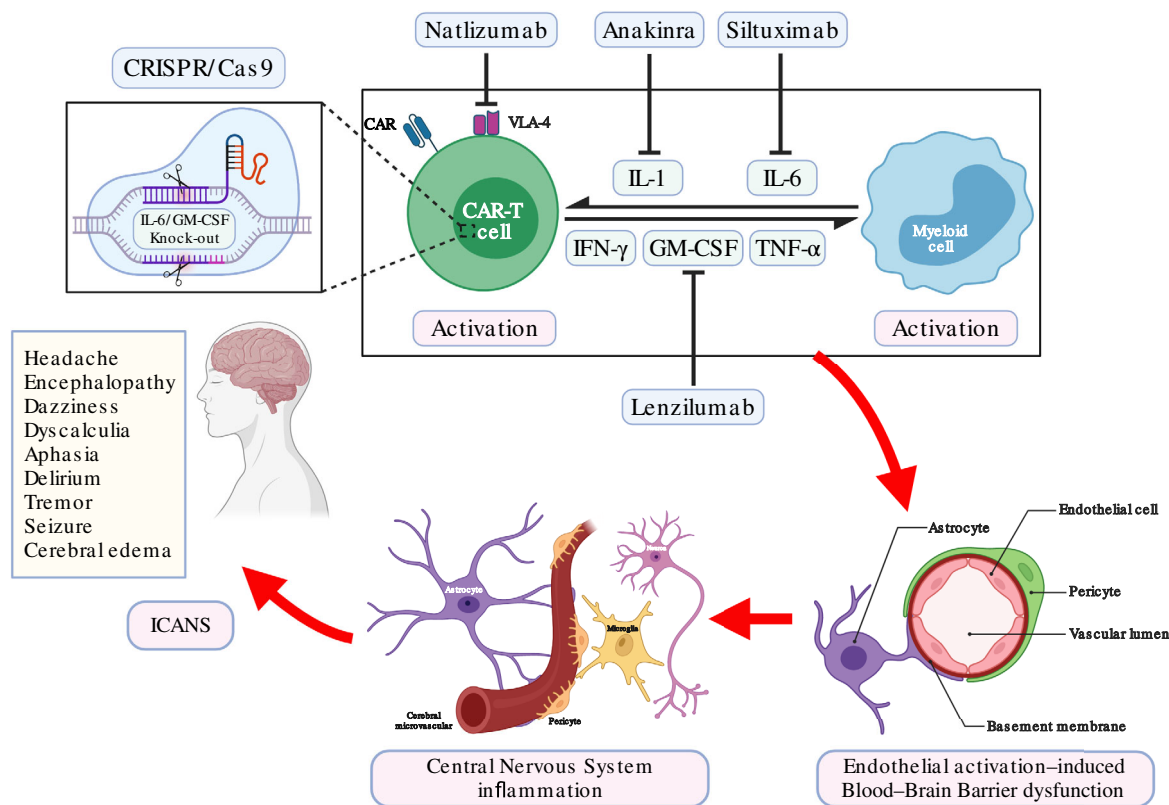 Natlizumab
Anakinra
Siltuximab
CRISPR/Cas9
CAR
VLA-4
IL-1
IL-6
CAR-T
cell
IL-6/GM-CSF
Knock-out
IFN-γ
GM-CSF
TNF-α
Myeloid
cell
Activation
Activation
Lenzilumab
Headache
Encephalopathy
Dazziness
Dyscalculia
Aphasia
Delirium
Tremor
Seizure
Cerebral edema
ICANS
Astrocyte
Microglia
Cerebral
microvascular
Pericyte
Central Nervous System
inflammation
Astrocyte
Endothelial cell
Pericyte
Vascular lumen
Basement membrane
Endothelial activation–induced
Blood–Brain Barrier dysfunction